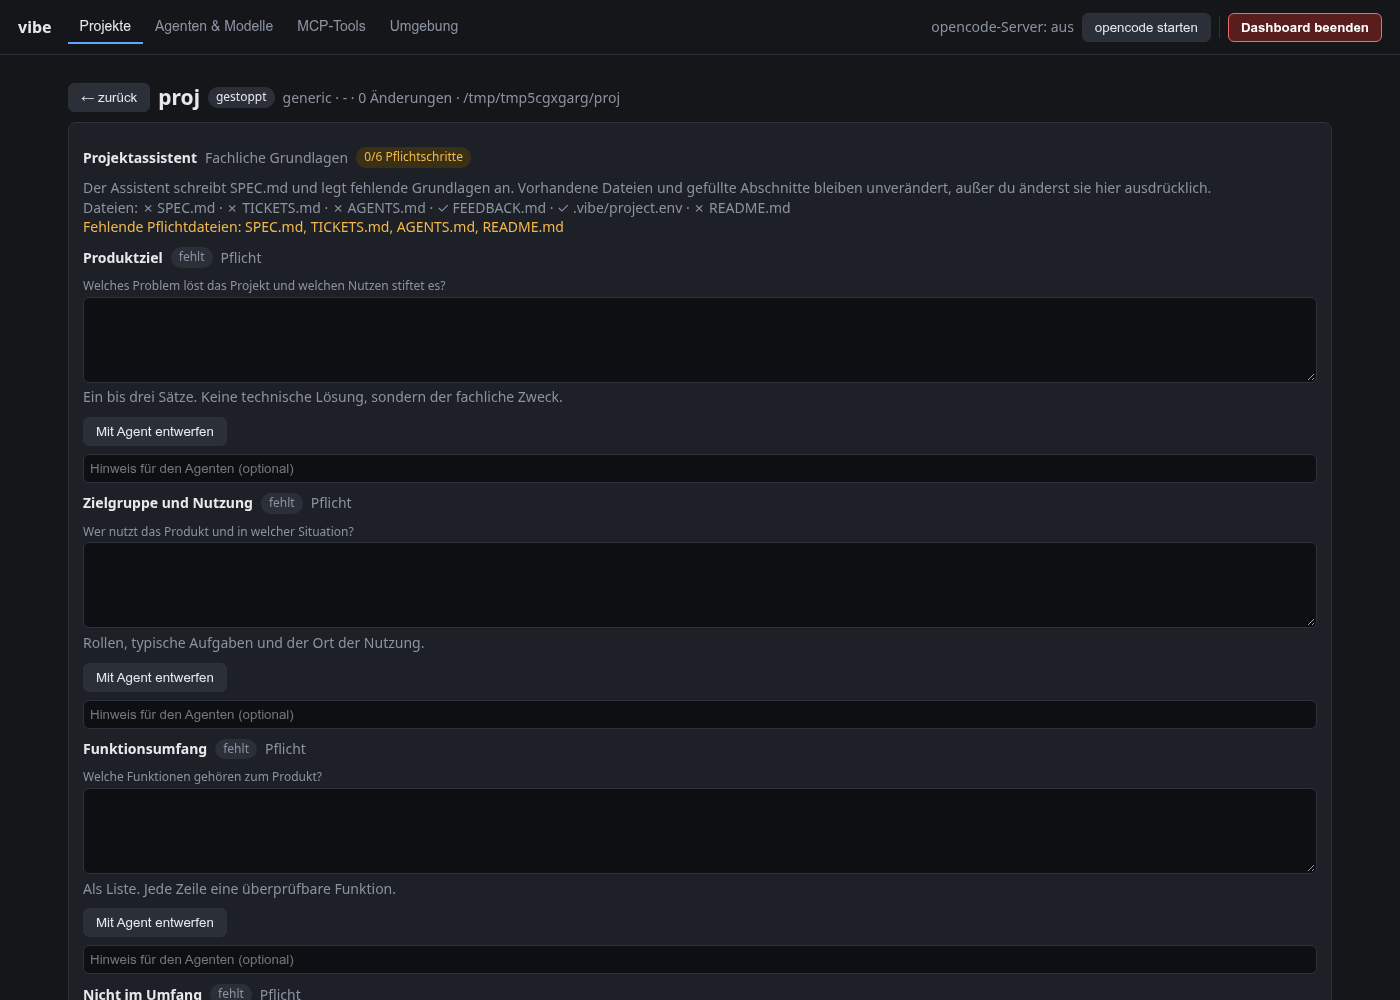 vibe Projekte Agenten & Modelle MCP-Tools Umgebung opencode-Server: aus opencode starten Dashboard beenden
← zurück proj gestoppt generic · - · 0 Änderungen · /tmp/tmp5cgxgarg/proj
Projektassistent Fachliche Grundlagen 0/6 Pflichtschritte
Der Assistent schreibt SPEC.md und legt fehlende Grundlagen an. Vorhandene Dateien und gefüllte Abschnitte bleiben unverändert, außer du änderst sie hier ausdrücklich.
Dateien: × SPEC.md · × TICKETS.md · × AGENTS.md · ✓ FEEDBACK.md · ✓ .vibe/project.env · × README.md
Fehlende Pflichtdateien: SPEC.md, TICKETS.md, AGENTS.md, README.md
Produktziel fehlt Pflicht
Welches Problem löst das Projekt und welchen Nutzen stiftet es?
Ein bis drei Sätze. Keine technische Lösung, sondern der fachliche Zweck.
Mit Agent entwerfen
Hinweis für den Agenten (optional)
Zielgruppe und Nutzung fehlt Pflicht
Wer nutzt das Produkt und in welcher Situation?
Rollen, typische Aufgaben und der Ort der Nutzung.
Mit Agent entwerfen
Hinweis für den Agenten (optional)
Funktionsumfang fehlt Pflicht
Welche Funktionen gehören zum Produkt?
Als Liste. Jede Zeile eine überprüfbare Funktion.
Mit Agent entwerfen
Hinweis für den Agenten (optional)
Nicht im Umfang fehlt Pflicht